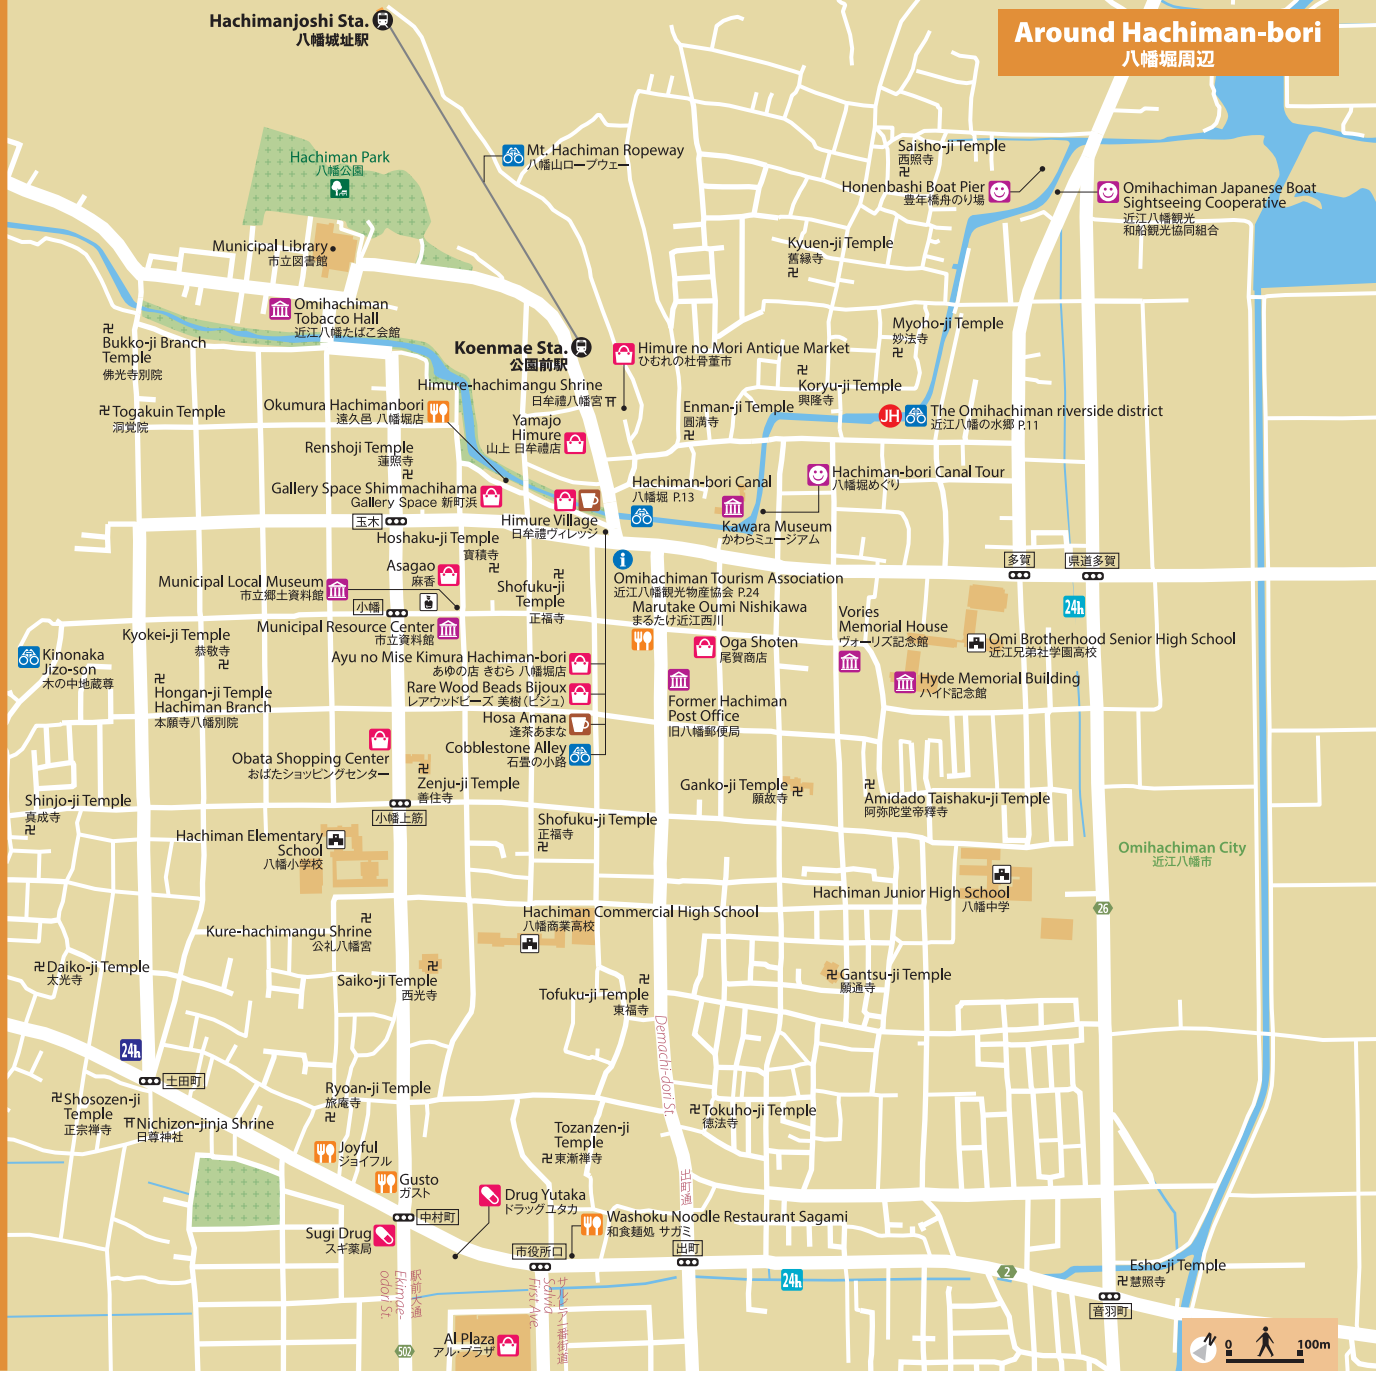 Around Hachiman-bori
八幡堀周辺
Hachimanjoshi Sta.
八幡城址駅
Mt. Hachiman Ropeway
八幡山ロープウェー
Hachiman Park
八幡公園
Saisho-ji Temple
西照寺
Honenbashi Boat Pier
豊年橋舟のり場
Omihachiman Japanese Boat
Sightseeing Cooperative
近江八幡観光
和船観光協同組合
Municipal Library
市立図書館
Kyuen-ji Temple
舊縁寺
Omihachiman
Tobacco Hall
近江八幡たばこ会館
Bukko-ji Branch
Temple
佛光寺別院
Myoho-ji Temple
妙法寺
Koenmae Sta.
公園前駅
Himure no Mori Antique Market
ひむれの杜骨董市
Himure-hachimangu Shrine
日牟禮八幡宮
Koryu-ji Temple
興隆寺
Togakuin Temple
洞覚院
Okumura Hachimanbori
遠久邑 八幡堀店
Yamajo
Himure
山上 日牟禮店
Enman-ji Temple
圓満寺
JH
The Omihachiman riverside district
近江八幡の水郷 P.11
Renshoji Temple
蓮照寺
Hachiman-bori Canal
八幡堀 P.13
Hachiman-bori Canal Tour
八幡堀めぐり
Gallery Space Shimmachihama
Gallery Space 新町浜
Himure Village
日牟禮ヴィレッジ
Kawara Museum
かわらミュージアム
玉木
Hoshaku-ji Temple
寶積寺
多賀
県道多賀
Asagao
麻香
Municipal Local Museum
市立郷土資料館
小幡
Shofuku-ji
Temple
正福寺
Omihachiman Tourism Association
近江八幡観光物産協会 P.24
Marutake Oumi Nishikawa
まるたけ近江西川
24h
Vories
Memorial House
ヴォーリズ記念館
Municipal Resource Center
市立資料館
Oga Shoten
尾賀商店
Omi Brotherhood Senior High School
近江兄弟社学園高校
Kyokei-ji Temple
恭敬寺
Kinonaka
Jizo-son
木の中地蔵尊
Ayu no Mise Kimura Hachiman-bori
あゆの店 きむら 八幡堀店
Rare Wood Beads Bijoux
レアウッドビーズ 美樹（ビジュ）
Hongan-ji Temple
Hachiman Branch
本願寺八幡別院
Former Hachiman
Post Office
旧八幡郵便局
Hyde Memorial Building
ハイド記念館
Hosa Amana
逢茶あまな
Cobblestone Alley
石畳の小路
Obata Shopping Center
おばたショッピングセンター
Zenju-ji Temple
善住寺
Ganko-ji Temple
願故寺
Amidado Taishaku-ji Temple
阿弥陀堂帝釋寺
Shinjo-ji Temple
真成寺
小幡上筋
Hachiman Elementary
School
八幡小学校
Shofuku-ji Temple
正福寺
Omihachiman City
近江八幡市
Hachiman Junior High School
八幡中学
26
Hachiman Commercial High School
八幡商業高校
Kure-hachimangu Shrine
公礼八幡宮
Daiko-ji Temple
太光寺
Saiko-ji Temple
西光寺
Tofuku-ji Temple
東福寺
Gantsu-ji Temple
願通寺
Demachi-dori St.
出町通
24h
土田町
Shosozen-ji
Temple
正宗禅寺
Nichizon-jinja Shrine
日尊神社
Ryoan-ji Temple
旅庵寺
Tokuho-ji Temple
徳法寺
Tozanzen-ji
Temple
東漸禅寺
Joyful
ジョイフル
Gusto
ガスト
中村町
Drug Yutaka
ドラッグユタカ
Sugi Drug
スギ薬局
Washoku Noodle Restaurant Sagami
和食麺処 サガミ
市役所口
出町
24h
2
Esho-ji Temple
慧照寺
音羽町
駅前大通
Ekimae-
odori St.
サルビア一番街道
Salvia
First Ave.
502
Al Plaza
アル・プラザ
N
0 100m